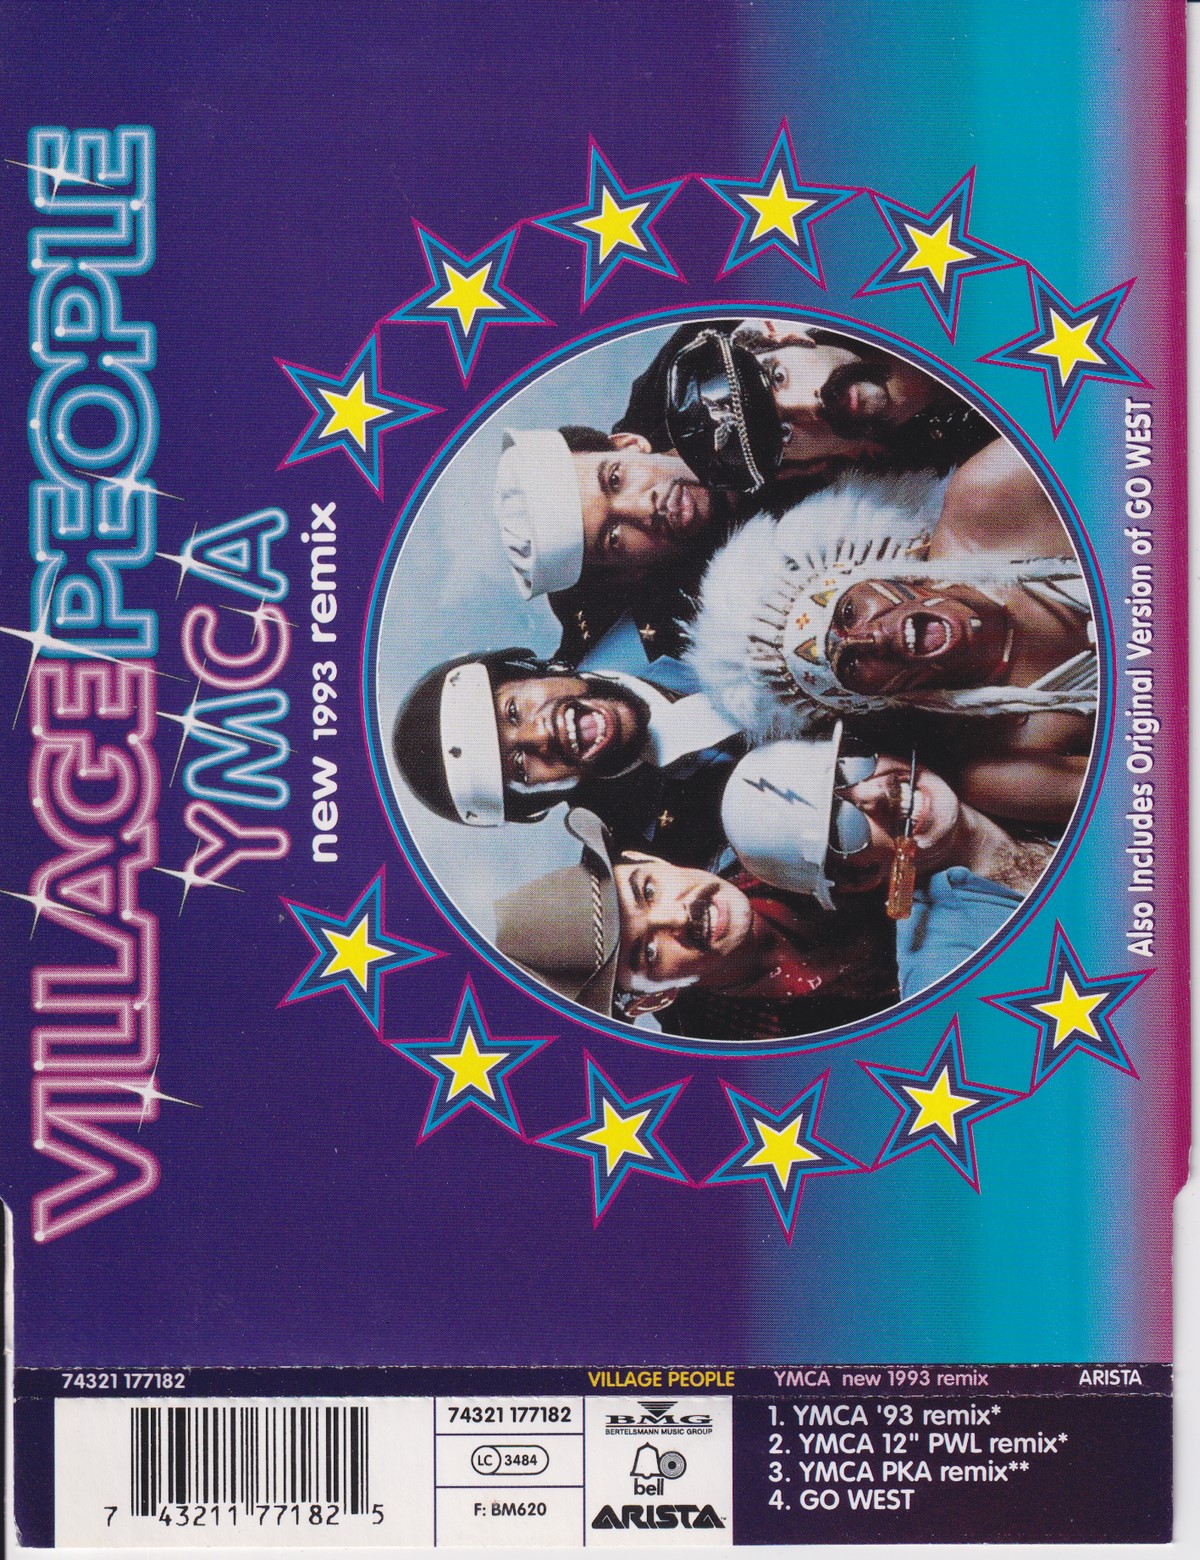 VILLAGE PEOPLE
YMCA
new 1993 remix
Also Includes Original Version of GO WEST
74321 177182
VILLAGE PEOPLE
YMCA new 1993 remix
ARISTA
7 43211 77182 5
74321 177182
LC 3484
F: BM620
BMG
BERTELSMANN MUSIC GROUP
bell
ARISTA™
1. YMCA '93 remix*
2. YMCA 12" PWL remix*
3. YMCA PKA remix**
4. GO WEST